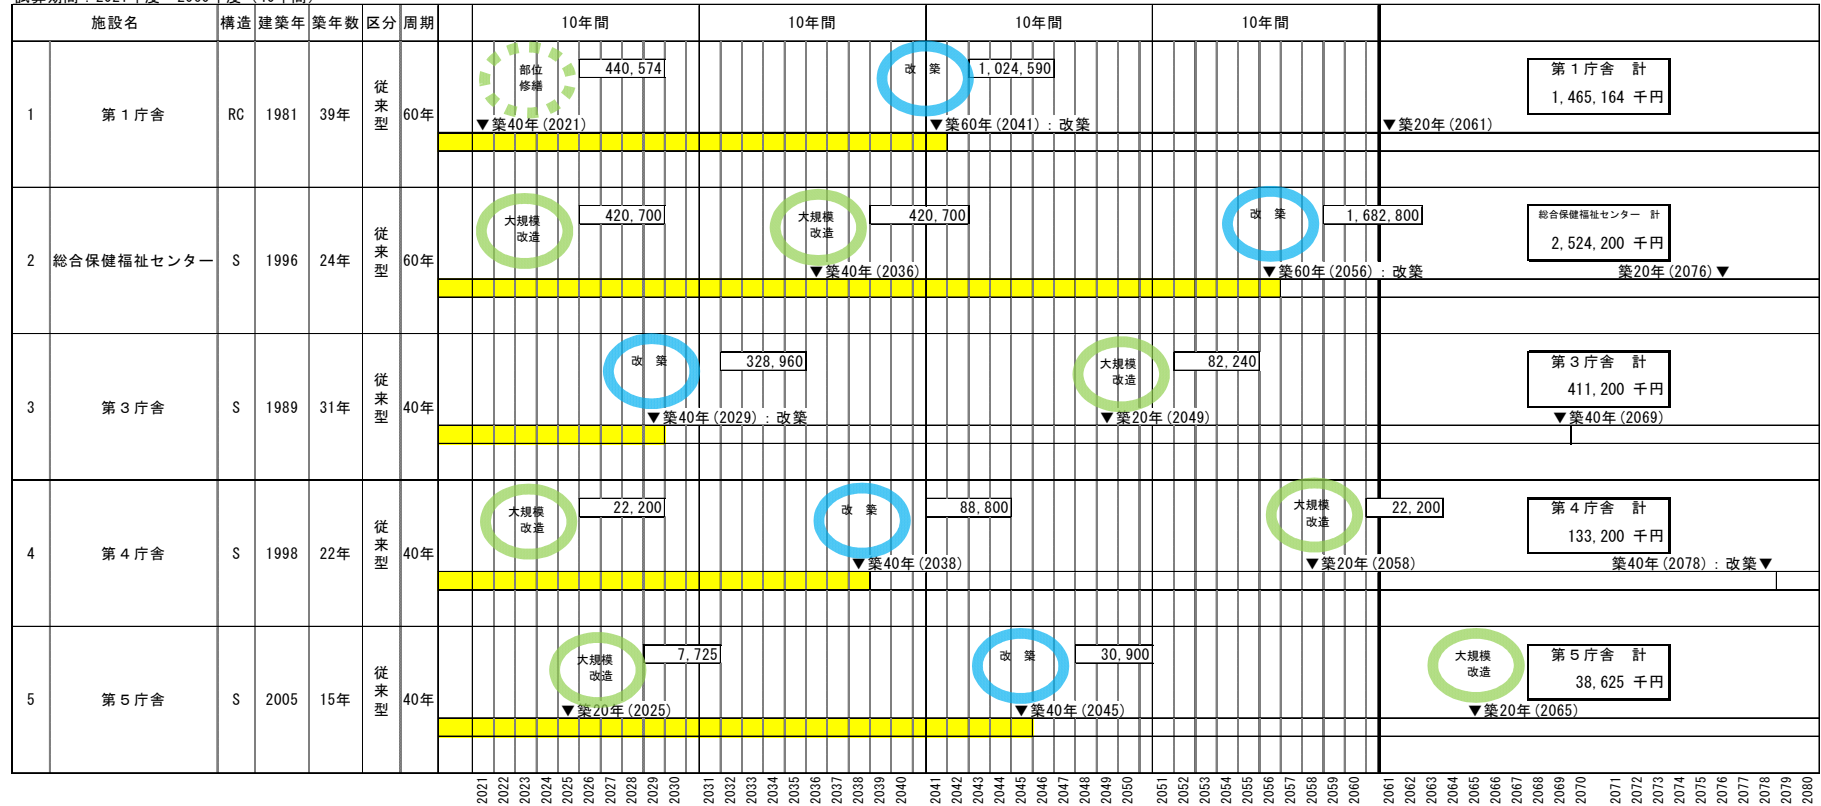 施設名 構造 建築年 築年数 区分 周期 10年間 10年間 10年間 10年間
1 第１庁舎 RC 1981 39年 従来型 60年
部位
修繕
440,574
▼築40年(2021)
改 築
1,024,590
▼築60年(2041)：改築
▼築20年(2061)
第１庁舎 計
1,465,164 千円
2 総合保健福祉センター S 1996 24年 従来型 60年
大規模
改造
420,700
大規模
改造
420,700
▼築40年(2036)
改 築
1,682,800
▼築60年(2056)：改築
築20年(2076)▼
総合保健福祉センター 計
2,524,200 千円
3 第３庁舎 S 1989 31年 従来型 40年
改 築
328,960
▼築40年(2029)：改築
大規模
改造
82,240
▼築20年(2049)
第３庁舎 計
411,200 千円
▼築40年(2069)
4 第４庁舎 S 1998 22年 従来型 40年
大規模
改造
22,200
改 築
88,800
▼築40年(2038)
大規模
改造
22,200
▼築20年(2058)
第４庁舎 計
133,200 千円
築40年(2078)：改築▼
5 第５庁舎 S 2005 15年 従来型 40年
大規模
改造
7,725
▼築20年(2025)
改 築
30,900
▼築40年(2045)
大規模
改造
▼築20年(2065)
第５庁舎 計
38,625 千円
2021 2022 2023 2024 2025 2026 2027 2028 2029 2030 2031 2032 2033 2034 2035 2036 2037 2038 2039 2040 2041 2042 2043 2044 2045 2046 2047 2048 2049 2050 2051 2052 2053 2054 2055 2056 2057 2058 2059 2060 2061 2062 2063 2064 2065 2066 2067 2068 2069 2070 2071 2072 2073 2074 2075 2076 2077 2078 2079 2080